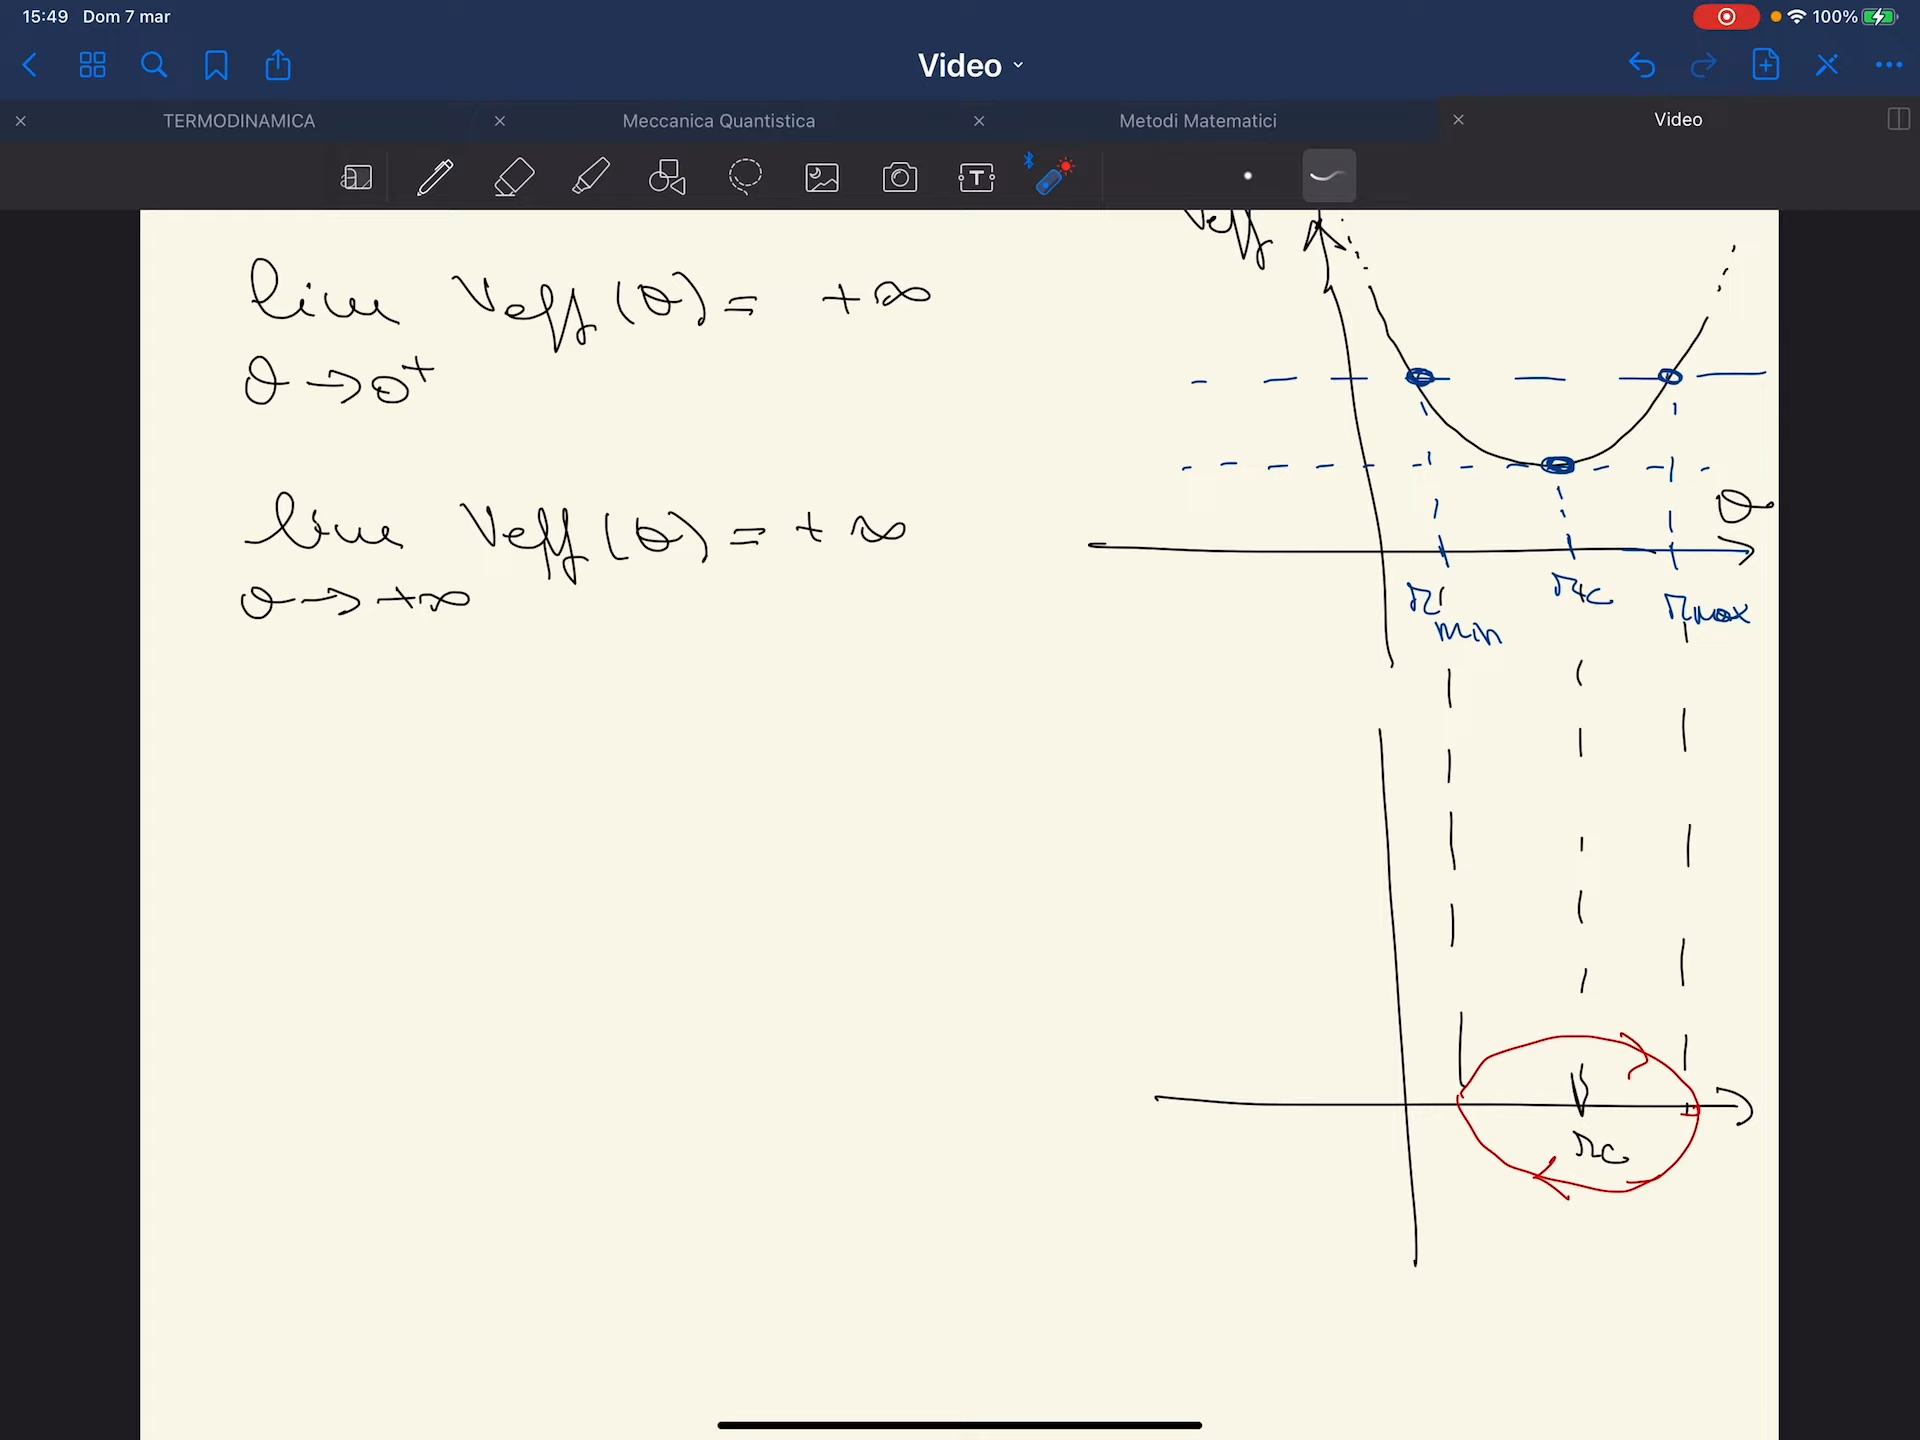 15:49 Dom 7 mar
100%
Video
TERMODINAMICA
Meccanica Quantistica
Metodi Matematici
Video
T
Veff
lim Veff(θ) = +∞
θ → 0⁺
lim Veff(θ) = +∞
θ → +∞
θ
r'min
rc
rmax
rc